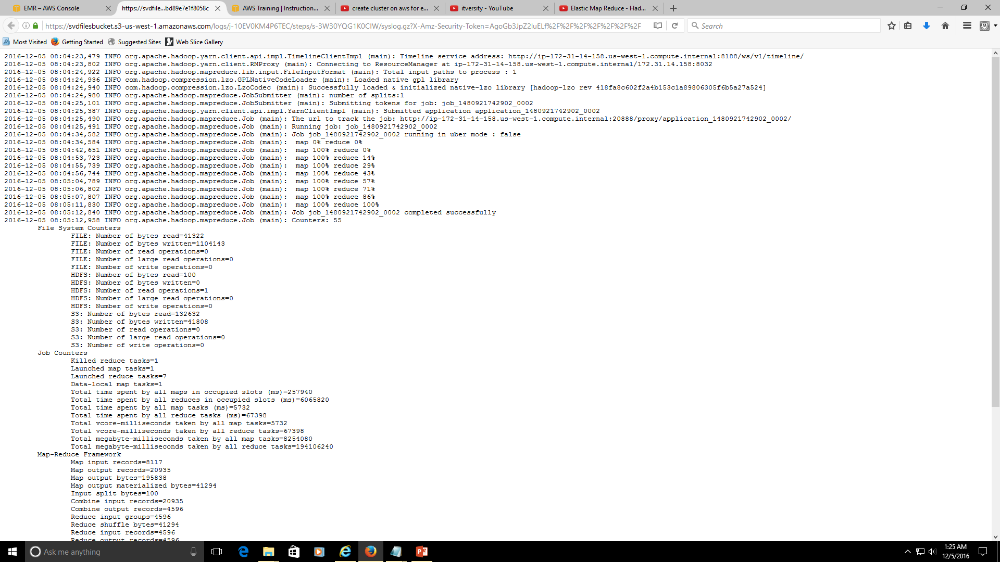 EMR – AWS Console
https://svdfile...bd89e7e1f8058c
AWS Training | Instruction...
create cluster on aws for e...
itversity - YouTube
Elastic Map Reduce - Had...
https://svdfilesbucket.s3-us-west-1.amazonaws.com/logs/j-10EV0KM4P6TEC/steps/s-3W30YQG1K0CIW/syslog.gz?X-Amz-Security-Token=AgoGb3JpZ2luELf%2F%2F%2F%2F%2F%2F%2F%2F
Search
Most Visited
Getting Started
Suggested Sites
Web Slice Gallery
2016-12-05 08:04:23,479 INFO org.apache.hadoop.yarn.client.api.impl.TimelineClientImpl (main): Timeline service address: http://ip-172-31-14-158.us-west-1.compute.internal:8188/ws/v1/timeline/
2016-12-05 08:04:23,802 INFO org.apache.hadoop.yarn.client.RMProxy (main): Connecting to ResourceManager at ip-172-31-14-158.us-west-1.compute.internal/172.31.14.158:8032
2016-12-05 08:04:24,922 INFO org.apache.hadoop.mapreduce.lib.input.FileInputFormat (main): Total input paths to process : 1
2016-12-05 08:04:24,936 INFO com.hadoop.compression.lzo.GPLNativeCodeLoader (main): Loaded native gpl library
2016-12-05 08:04:24,940 INFO com.hadoop.compression.lzo.LzoCodec (main): Successfully loaded & initialized native-lzo library [hadoop-lzo rev 418fa8c602f2a4b153c1a89806305f6b5a27a524]
2016-12-05 08:04:24,980 INFO org.apache.hadoop.mapreduce.JobSubmitter (main): number of splits:1
2016-12-05 08:04:25,101 INFO org.apache.hadoop.mapreduce.JobSubmitter (main): Submitting tokens for job: job_1480921742902_0002
2016-12-05 08:04:25,387 INFO org.apache.hadoop.yarn.client.api.impl.YarnClientImpl (main): Submitted application application_1480921742902_0002
2016-12-05 08:04:25,490 INFO org.apache.hadoop.mapreduce.Job (main): The url to track the job: http://ip-172-31-14-158.us-west-1.compute.internal:20888/proxy/application_1480921742902_0002/
2016-12-05 08:04:25,491 INFO org.apache.hadoop.mapreduce.Job (main): Running job: job_1480921742902_0002
2016-12-05 08:04:34,582 INFO org.apache.hadoop.mapreduce.Job (main): Job job_1480921742902_0002 running in uber mode : false
2016-12-05 08:04:34,584 INFO org.apache.hadoop.mapreduce.Job (main):  map 0% reduce 0%
2016-12-05 08:04:42,651 INFO org.apache.hadoop.mapreduce.Job (main):  map 100% reduce 0%
2016-12-05 08:04:53,723 INFO org.apache.hadoop.mapreduce.Job (main):  map 100% reduce 14%
2016-12-05 08:04:55,739 INFO org.apache.hadoop.mapreduce.Job (main):  map 100% reduce 29%
2016-12-05 08:04:56,744 INFO org.apache.hadoop.mapreduce.Job (main):  map 100% reduce 43%
2016-12-05 08:05:04,789 INFO org.apache.hadoop.mapreduce.Job (main):  map 100% reduce 57%
2016-12-05 08:05:06,802 INFO org.apache.hadoop.mapreduce.Job (main):  map 100% reduce 71%
2016-12-05 08:05:07,807 INFO org.apache.hadoop.mapreduce.Job (main):  map 100% reduce 86%
2016-12-05 08:05:11,830 INFO org.apache.hadoop.mapreduce.Job (main):  map 100% reduce 100%
2016-12-05 08:05:12,840 INFO org.apache.hadoop.mapreduce.Job (main): Job job_1480921742902_0002 completed successfully
2016-12-05 08:05:12,958 INFO org.apache.hadoop.mapreduce.Job (main): Counters: 55
File System Counters
FILE: Number of bytes read=41322
FILE: Number of bytes written=1104143
FILE: Number of read operations=0
FILE: Number of large read operations=0
FILE: Number of write operations=0
HDFS: Number of bytes read=100
HDFS: Number of bytes written=0
HDFS: Number of read operations=1
HDFS: Number of large read operations=0
HDFS: Number of write operations=0
S3: Number of bytes read=132632
S3: Number of bytes written=41808
S3: Number of read operations=0
S3: Number of large read operations=0
S3: Number of write operations=0
Job Counters
Killed reduce tasks=1
Launched map tasks=1
Launched reduce tasks=7
Data-local map tasks=1
Total time spent by all maps in occupied slots (ms)=257940
Total time spent by all reduces in occupied slots (ms)=6065820
Total time spent by all map tasks (ms)=5732
Total time spent by all reduce tasks (ms)=67398
Total vcore-milliseconds taken by all map tasks=5732
Total vcore-milliseconds taken by all reduce tasks=67398
Total megabyte-milliseconds taken by all map tasks=8254080
Total megabyte-milliseconds taken by all reduce tasks=194106240
Map-Reduce Framework
Map input records=8117
Map output records=20935
Map output bytes=195838
Map output materialized bytes=41294
Input split bytes=100
Combine input records=20935
Combine output records=4596
Reduce input groups=4596
Reduce shuffle bytes=41294
Reduce input records=4596
Reduce output records=4596
Ask me anything
1:25 AM
12/5/2016